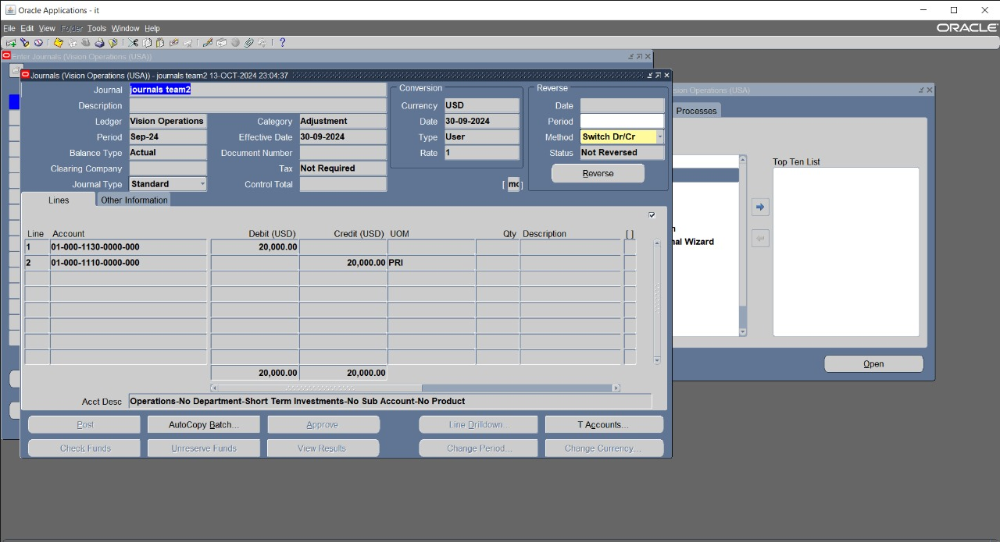 Oracle Applications - it
File Edit View Folder Tools Window Help
ORACLE
Enter Journals (Vision Operations (USA))
Journals (Vision Operations (USA)) - journals team2 13-OCT-2024 23:04:37
Journal journals team2
Description
Ledger Vision Operations
Period Sep-24
Balance Type Actual
Clearing Company
Journal Type Standard
Category Adjustment
Effective Date 30-09-2024
Document Number
Tax Not Required
Control Total
Conversion
Currency USD
Date 30-09-2024
Type User
Rate 1
Reverse
Date
Period
Method Switch Dr/Cr
Status Not Reversed
Reverse
[ ]
Lines Other Information
Line Account Debit (USD) Credit (USD) UOM Qty Description [ ]
1 01-000-1130-0000-000 20,000.00
2 01-000-1110-0000-000 20,000.00 PRI
20,000.00 20,000.00
Acct Desc Operations-No Department-Short Term Investments-No Sub Account-No Product
Post AutoCopy Batch... Approve Line Drilldown... T Accounts...
Check Funds Unreserve Funds View Results Change Period... Change Currency...
Operations (USA)
Processes
Top Ten List
Wizard
Open